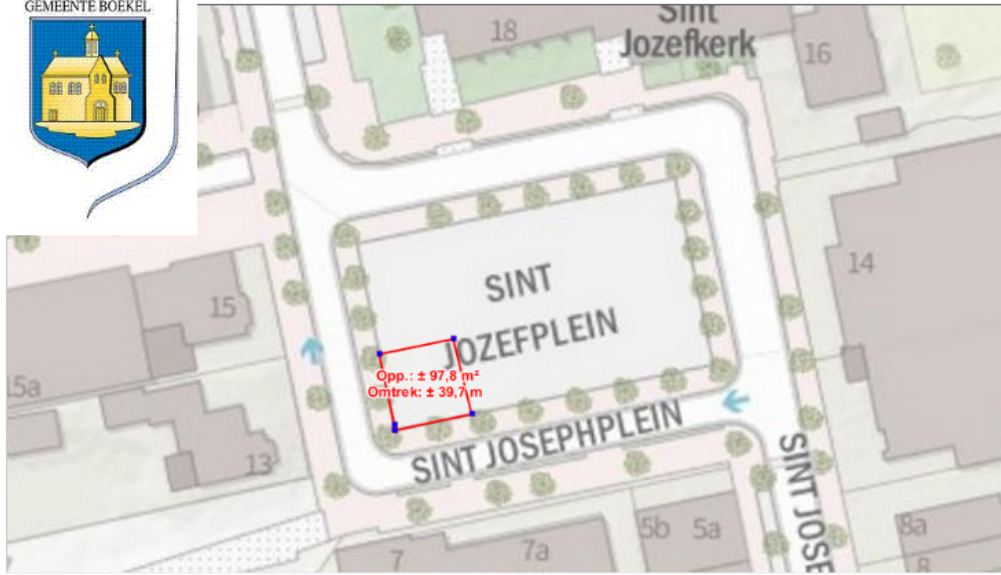 GEMEENTE BOEKEL
18
Sint
Jozefkerk
16
15
SINT
JOZEFPLEIN
14
Opp.: ± 97,8 m²
Omtrek: ± 39,7 m
15a
SINT JOSEPHPLEIN
13
SINT JOSE
7
7a
5b
5a
8a
8